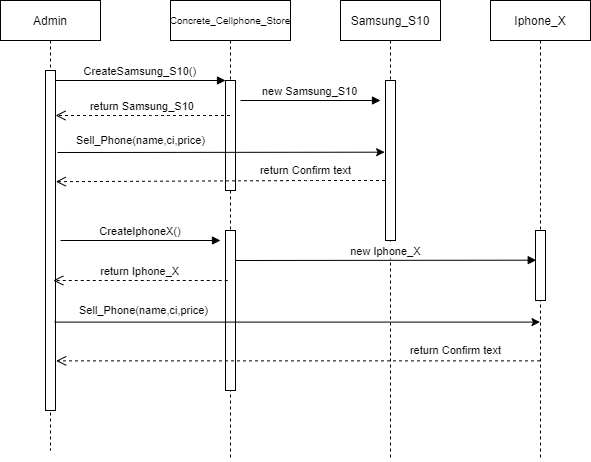 Admin
Concrete_Cellphone_Store
Samsung_S10
Iphone_X
CreateSamsung_S10()
new Samsung_S10
return Samsung_S10
Sell_Phone(name,ci,price)
return Confirm text
CreateIphoneX()
new Iphone_X
return Iphone_X
Sell_Phone(name,ci,price)
return Confirm text